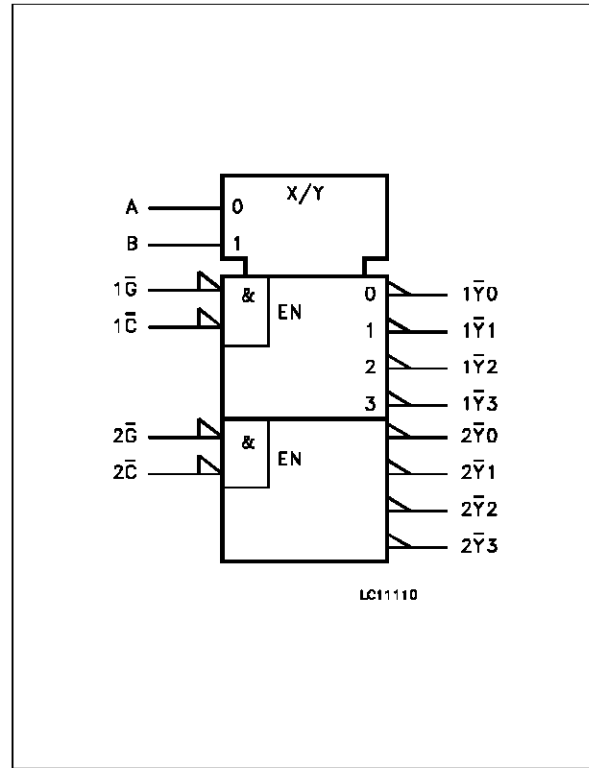 X/Y
A 0
B 1
1G̅ & EN 0 1Y̅0
1C̅ 1 1Y̅1
2 1Y̅2
3 1Y̅3
2G̅ & EN 2Y̅0
2C̅ 2Y̅1
2Y̅2
2Y̅3
LC11110